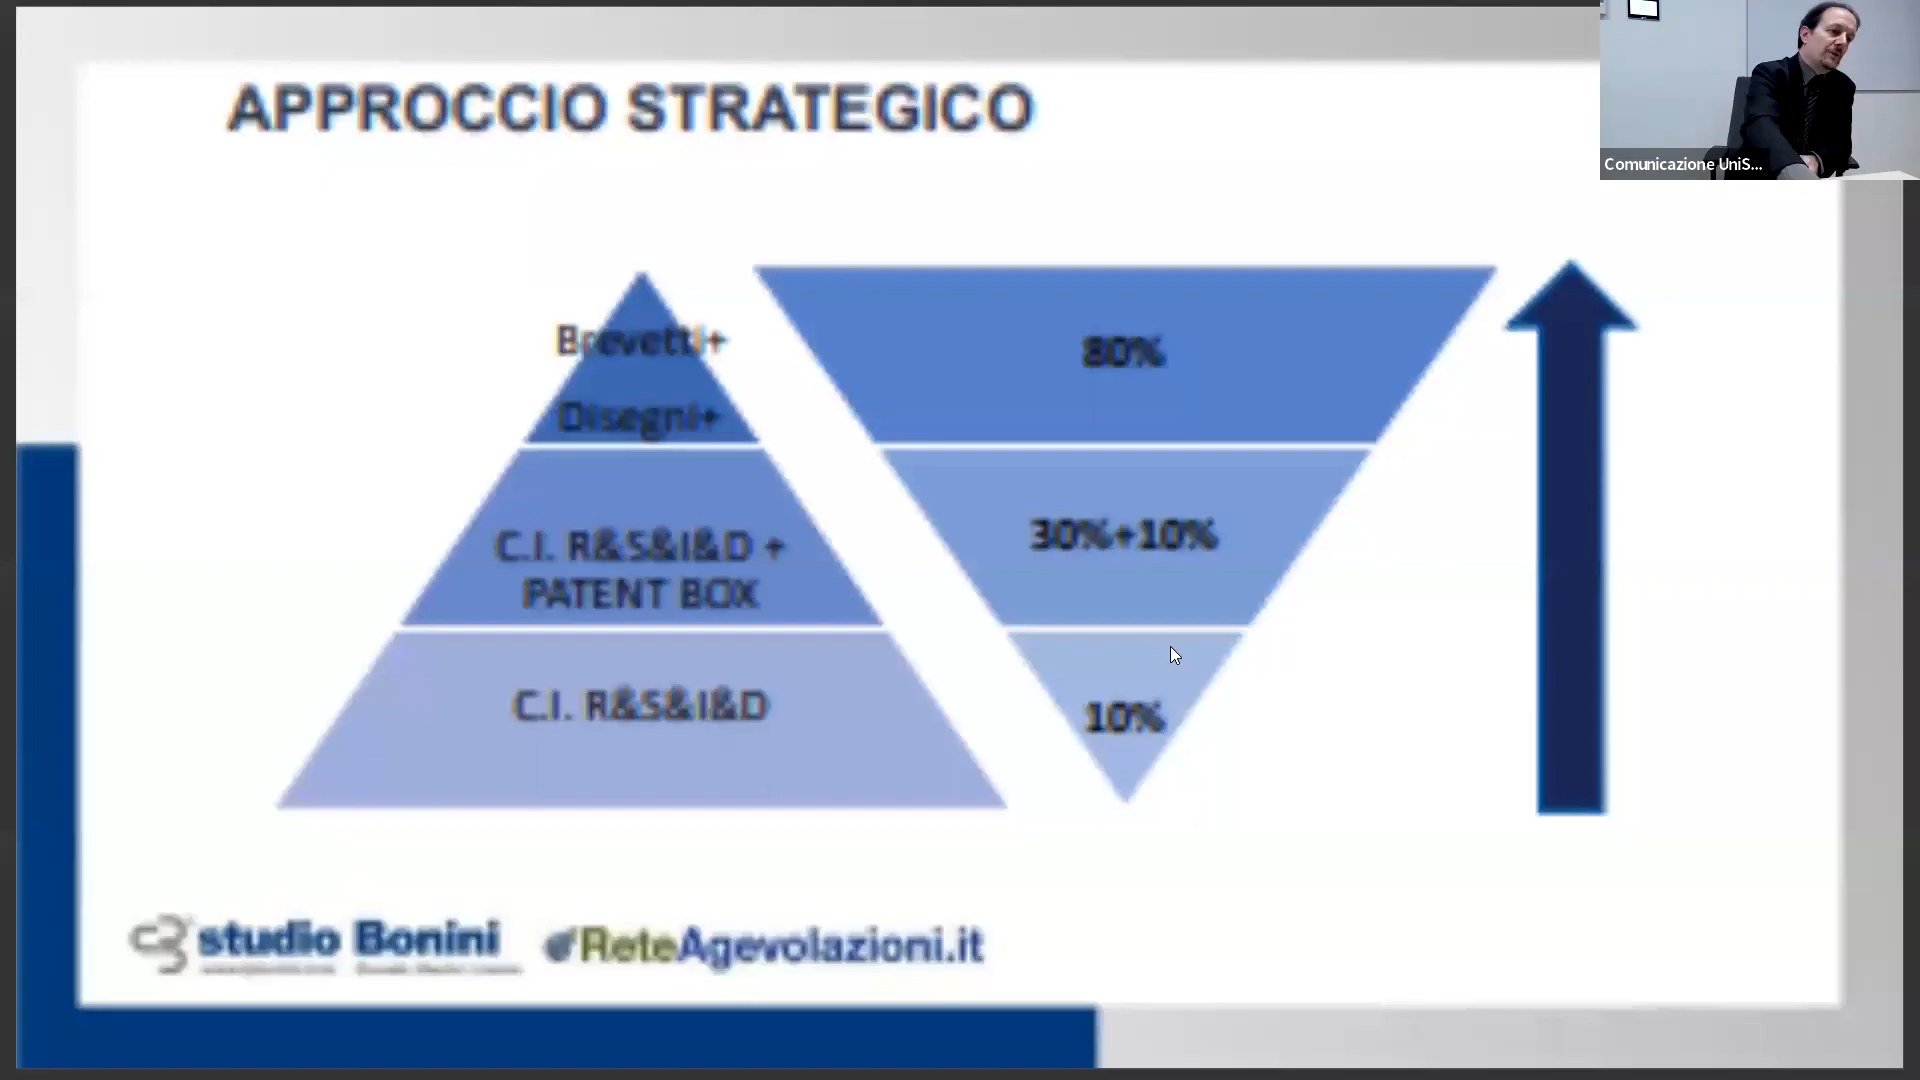 APPROCCIO STRATEGICO
Comunicazione UniS...
Brevetti+
Disegni+
80%
C.I. R&S&I&D +
PATENT BOX
30%+10%
C.I. R&S&I&D
10%
studio Bonini
ReteAgevolazioni.it